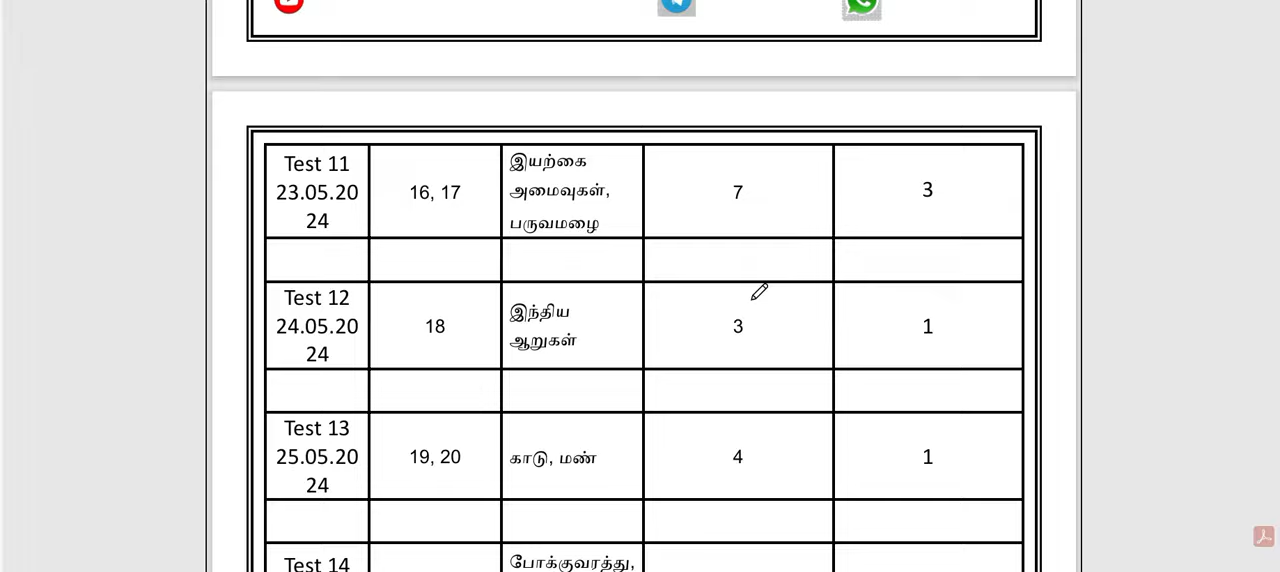 Test 11
23.05.20
24
16, 17
இயற்கை
அமைவுகள்,
பருவமழை
7
3
Test 12
24.05.20
24
18
இந்திய
ஆறுகள்
3
1
Test 13
25.05.20
24
19, 20
காடு, மண்
4
1
Test 14
போக்குவரத்து,